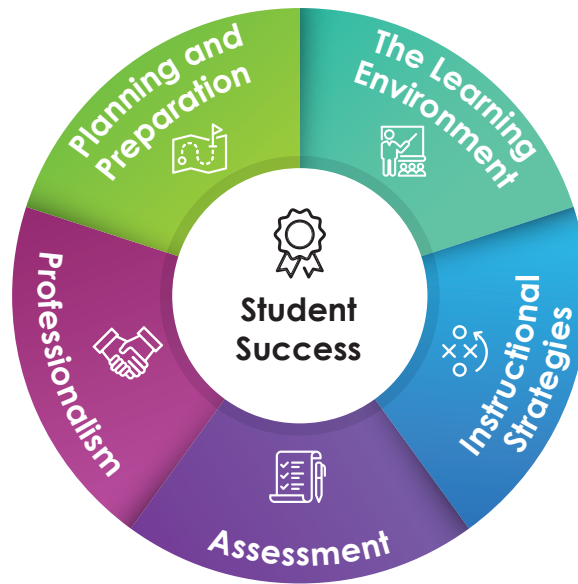 Planning and
Preparation
The Learning
Environment
Instructional
Strategies
Assessment
Professionalism
Student
Success